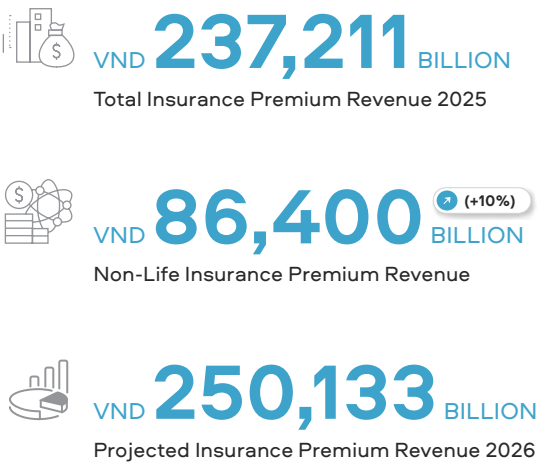 VND 237,211 BILLION
Total Insurance Premium Revenue 2025
(+10%)
VND 86,400 BILLION
Non-Life Insurance Premium Revenue
VND 250,133 BILLION
Projected Insurance Premium Revenue 2026